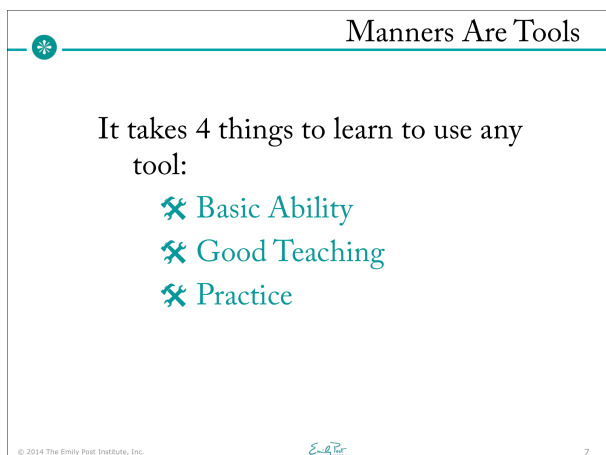 Manners Are Tools
It takes 4 things to learn to use any
tool:
Basic Ability
Good Teaching
Practice
© 2014 The Emily Post Institute, Inc.
Emily Post
7